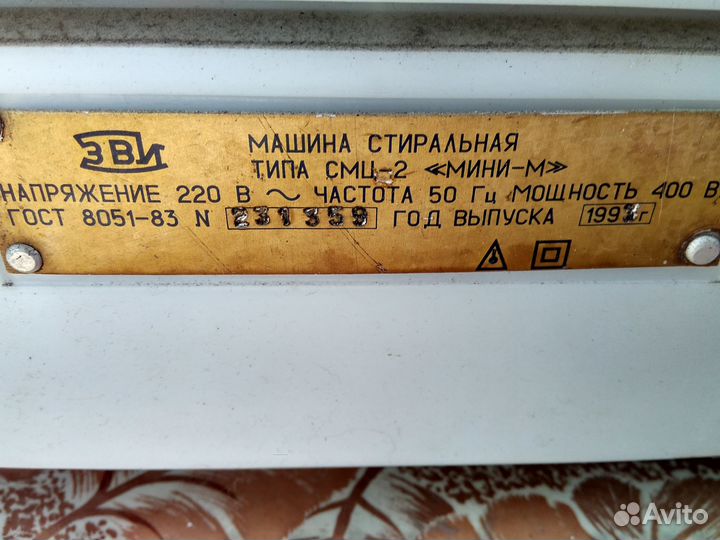 ЗВИ
МАШИНА СТИРАЛЬНАЯ
ТИПА СМЦ-2 «МИНИ-М»
НАПРЯЖЕНИЕ 220 В ~ ЧАСТОТА 50 Гц МОЩНОСТЬ 400 В
ГОСТ 8051-83 N 231359 ГОД ВЫПУСКА
Avito